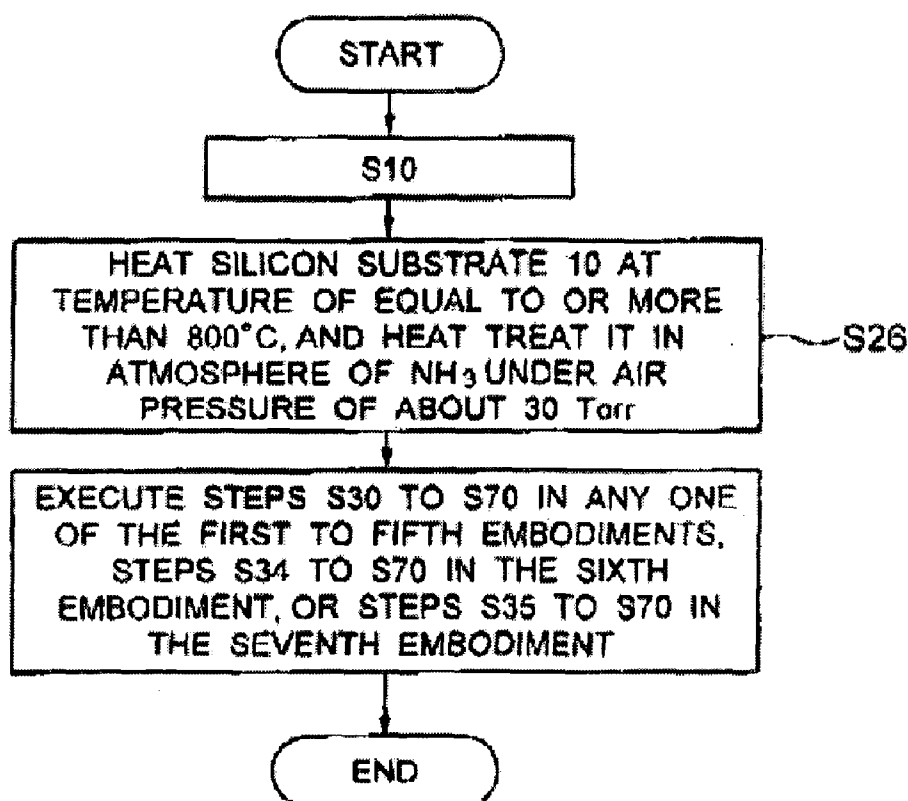 START
S10
HEAT SILICON SUBSTRATE 10 AT
TEMPERATURE OF EQUAL TO OR MORE
THAN 800°C, AND HEAT TREAT IT IN
ATMOSPHERE OF NH3 UNDER AIR
PRESSURE OF ABOUT 30 Torr
S26
EXECUTE STEPS S30 TO S70 IN ANY ONE
OF THE FIRST TO FIFTH EMBODIMENTS,
STEPS S34 TO S70 IN THE SIXTH
EMBODIMENT, OR STEPS S35 TO S70 IN
THE SEVENTH EMBODIMENT
END